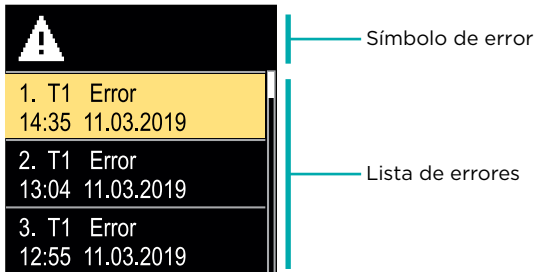 Símbolo de error
1. T1 Error
14:35 11.03.2019
2. T1 Error
13:04 11.03.2019
Lista de errores
3. T1 Error
12:55 11.03.2019